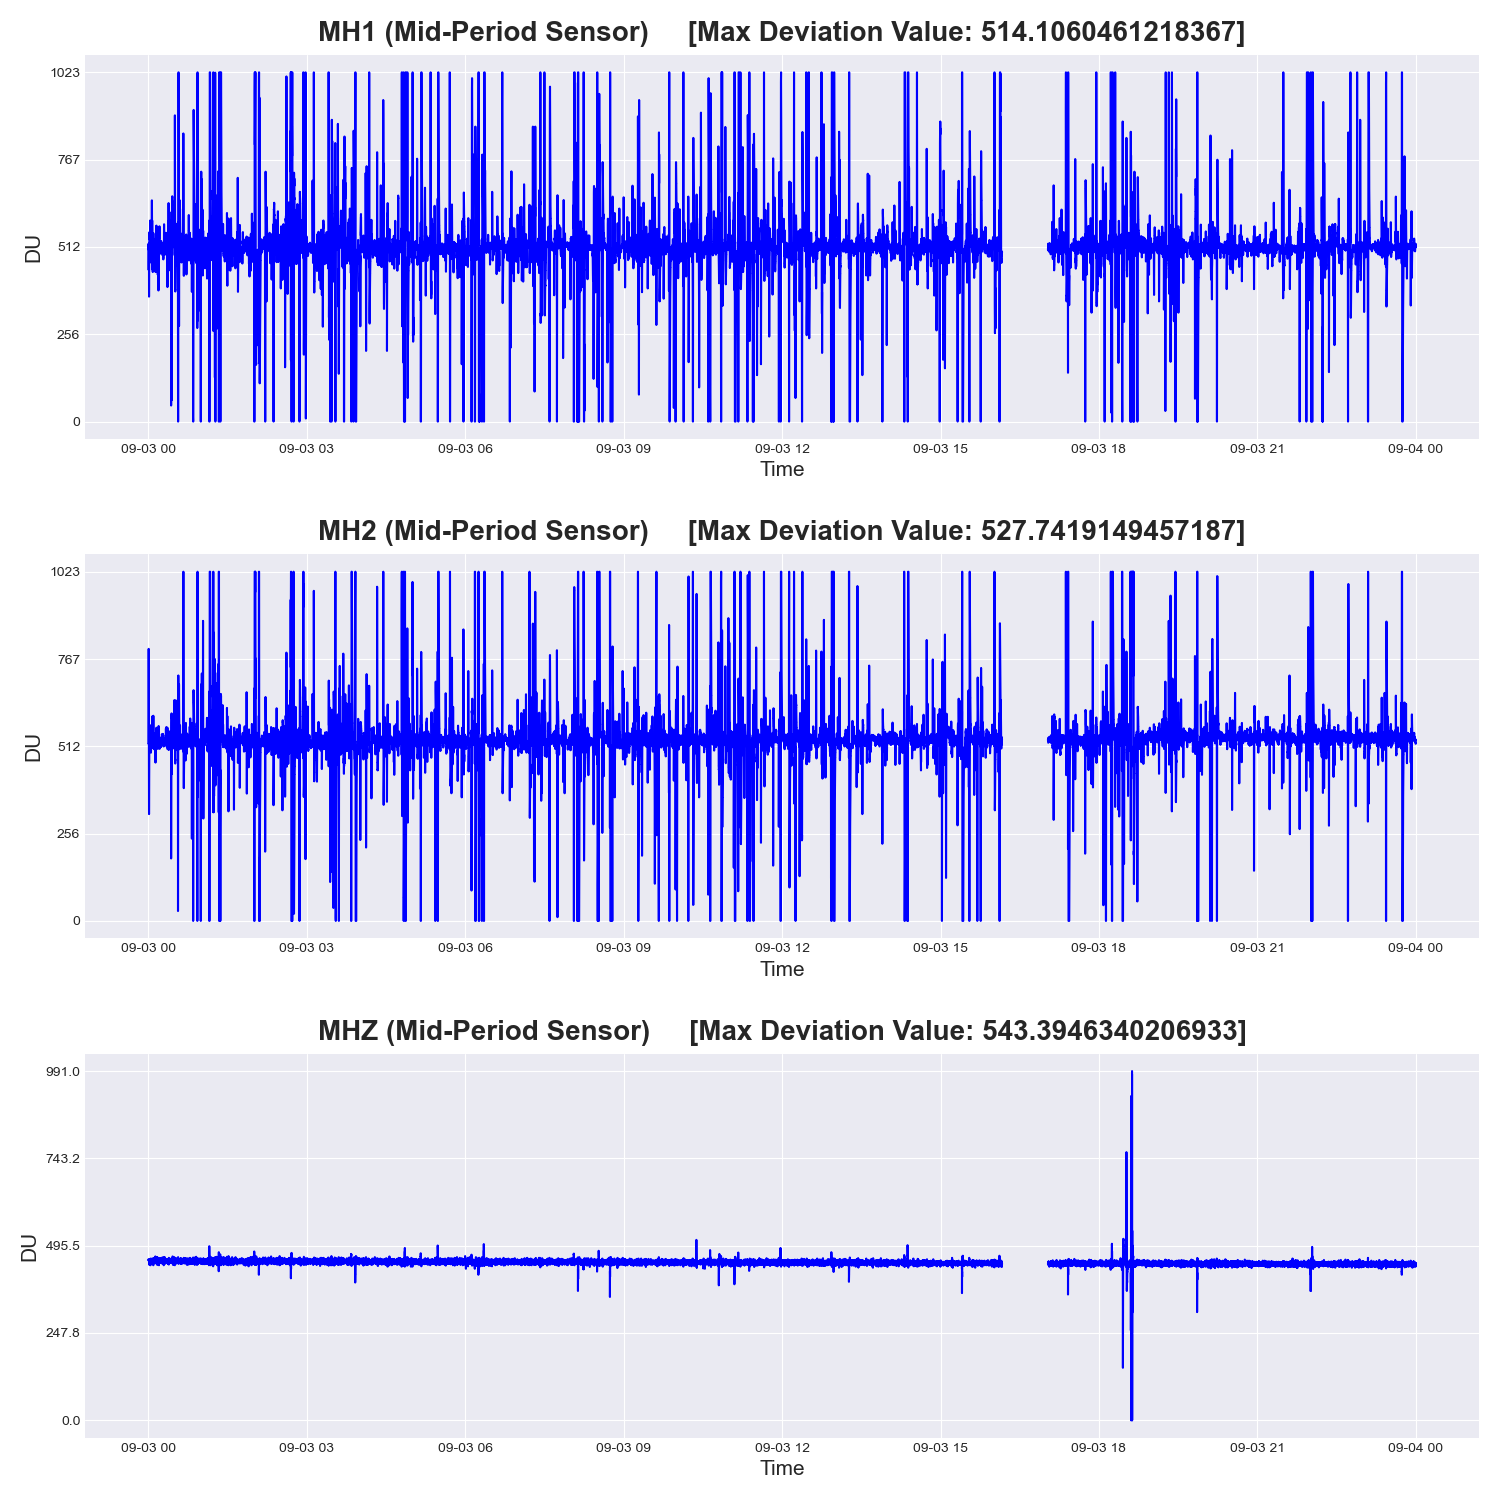 MH1 (Mid-Period Sensor) [Max Deviation Value: 514.1060461218367]
1023
767
512
256
0
DU
09-03 00 09-03 03 09-03 06 09-03 09 09-03 12 09-03 15 09-03 18 09-03 21 09-04 00
Time
MH2 (Mid-Period Sensor) [Max Deviation Value: 527.7419149457187]
1023
767
512
256
0
DU
09-03 00 09-03 03 09-03 06 09-03 09 09-03 12 09-03 15 09-03 18 09-03 21 09-04 00
Time
MHZ (Mid-Period Sensor) [Max Deviation Value: 543.3946340206933]
991.0
743.2
495.5
247.8
0.0
DU
09-03 00 09-03 03 09-03 06 09-03 09 09-03 12 09-03 15 09-03 18 09-03 21 09-04 00
Time